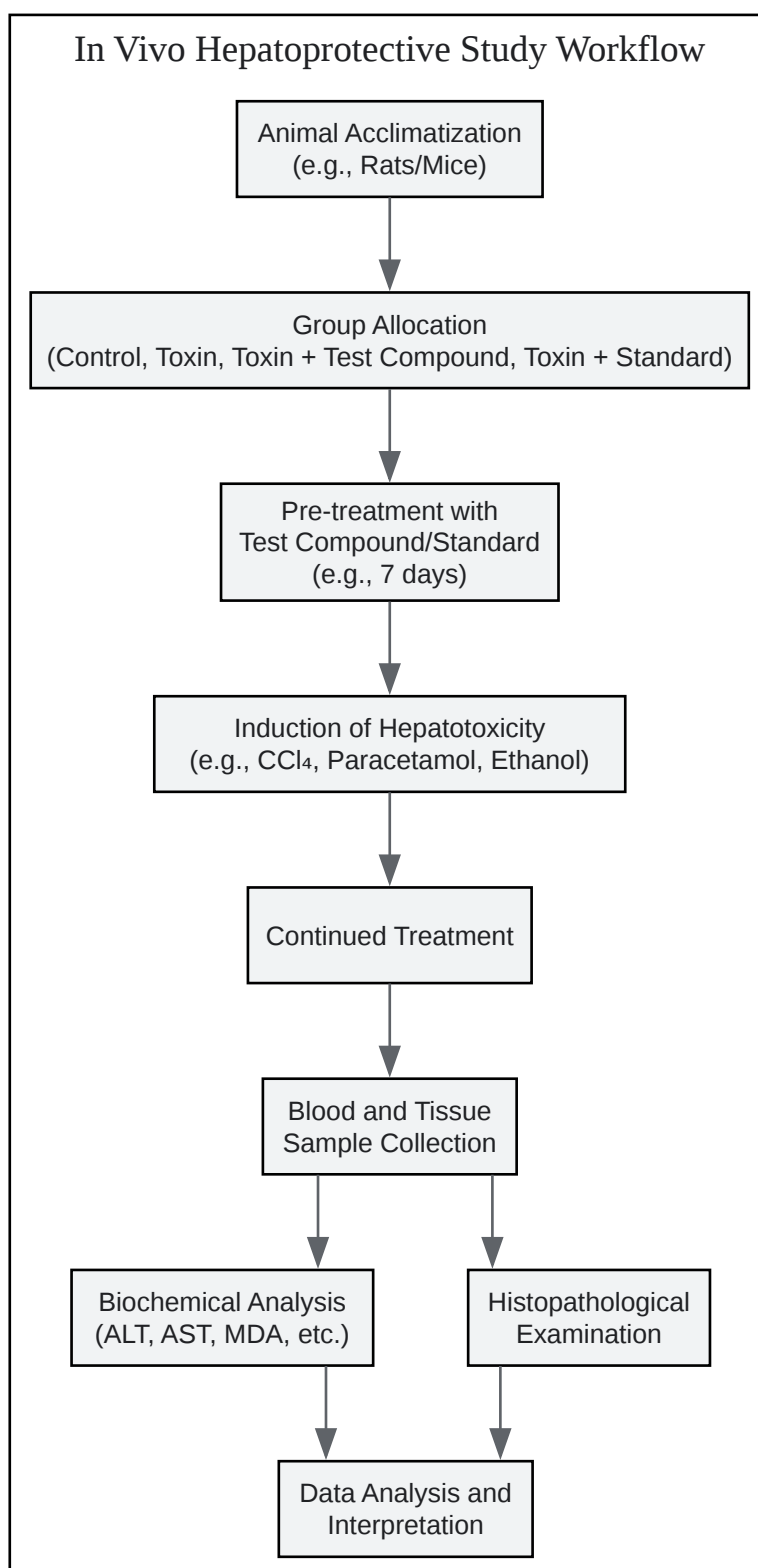 In Vivo Hepatoprotective Study Workflow
Animal Acclimatization
(e.g., Rats/Mice)
Group Allocation
(Control, Toxin, Toxin + Test Compound, Toxin + Standard)
Pre-treatment with
Test Compound/Standard
(e.g., 7 days)
Induction of Hepatotoxicity
(e.g., CCl₄, Paracetamol, Ethanol)
Continued Treatment
Blood and Tissue
Sample Collection
Biochemical Analysis
(ALT, AST, MDA, etc.)
Histopathological
Examination
Data Analysis and
Interpretation